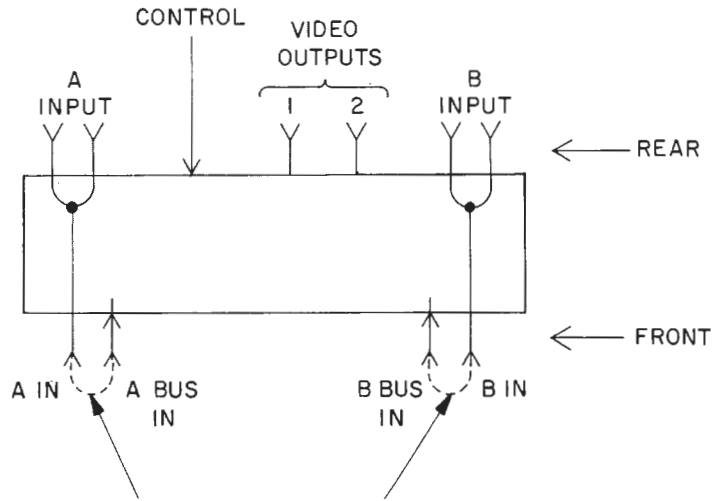 CONTROL
VIDEO
OUTPUTS
A
INPUT
1
2
B
INPUT
REAR
FRONT
A IN
A BUS
IN
B BUS
IN
B IN